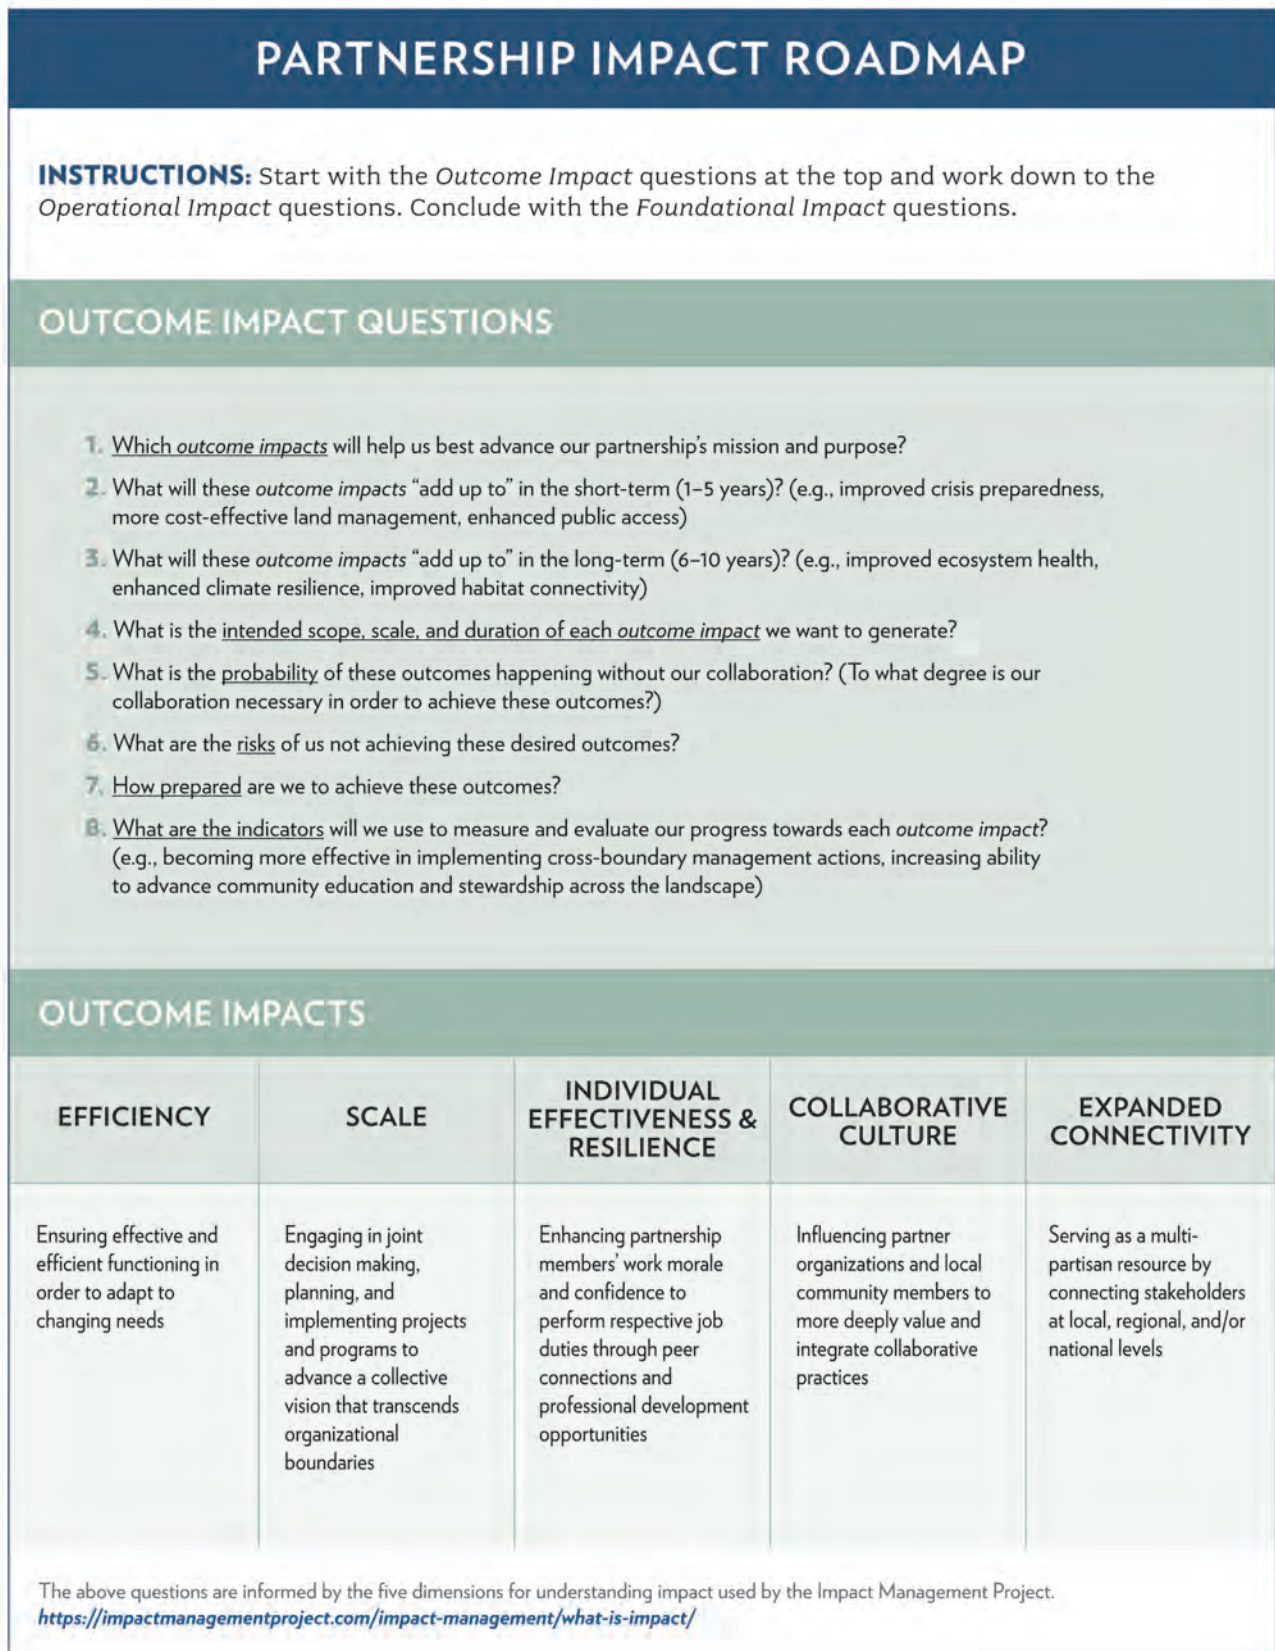 PARTNERSHIP IMPACT ROADMAP
INSTRUCTIONS: Start with the Outcome Impact questions at the top and work down to the
Operational Impact questions. Conclude with the Foundational Impact questions.
OUTCOME IMPACT QUESTIONS
1. Which outcome impacts will help us best advance our partnership's mission and purpose?
2. What will these outcome impacts “add up to” in the short-term (1–5 years)? (e.g., improved crisis preparedness,
more cost-effective land management, enhanced public access)
3. What will these outcome impacts “add up to” in the long-term (6–10 years)? (e.g., improved ecosystem health,
enhanced climate resilience, improved habitat connectivity)
4. What is the intended scope, scale, and duration of each outcome impact we want to generate?
5. What is the probability of these outcomes happening without our collaboration? (To what degree is our
collaboration necessary in order to achieve these outcomes?)
6. What are the risks of us not achieving these desired outcomes?
7. How prepared are we to achieve these outcomes?
8. What are the indicators will we use to measure and evaluate our progress towards each outcome impact?
(e.g., becoming more effective in implementing cross-boundary management actions, increasing ability
to advance community education and stewardship across the landscape)
OUTCOME IMPACTS
EFFICIENCY
Ensuring effective and
efficient functioning in
order to adapt to
changing needs
SCALE
Engaging in joint
decision making,
planning, and
implementing projects
and programs to
advance a collective
vision that transcends
organizational
boundaries
INDIVIDUAL
EFFECTIVENESS &
RESILIENCE
Enhancing partnership
members' work morale
and confidence to
perform respective job
duties through peer
connections and
professional development
opportunities
COLLABORATIVE
CULTURE
Influencing partner
organizations and local
community members to
more deeply value and
integrate collaborative
practices
EXPANDED
CONNECTIVITY
Serving as a multi-
partisan resource by
connecting stakeholders
at local, regional, and/or
national levels
The above questions are informed by the five dimensions for understanding impact used by the Impact Management Project.
https://impactmanagementproject.com/impact-management/what-is-impact/